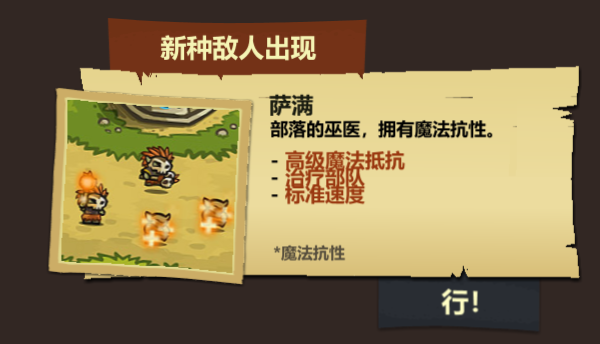 新种敌人出现
萨满
部落的巫医，拥有魔法抗性。
- 高级魔法抵抗
- 治疗部队
- 标准速度
*魔法抗性
行!